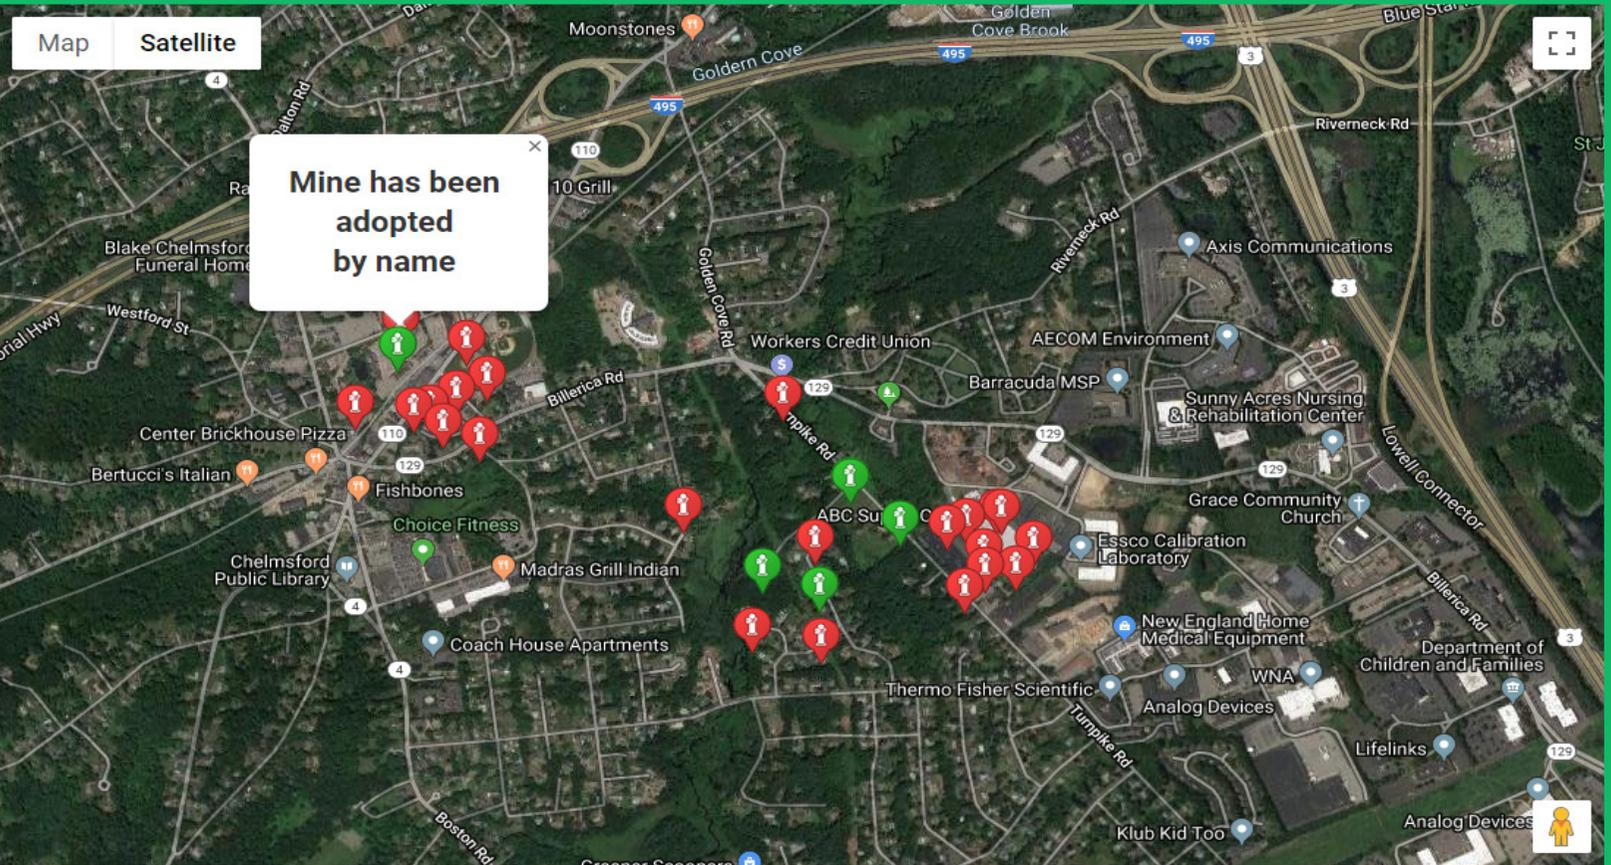 Map
Satellite
Moonstones
Golden
Cove Brook
Goldern Cove
495
495
495
3
4
110
Dalton Rd
Riverneck Rd
Mine has been
adopted
by name
10 Grill
Blake Chelmsford
Funeral Home
Westford St
Golden Cove Rd
Riverneck Rd
Axis Communications
3
Workers Credit Union
AECOM Environment
129
Barracuda MSP
Billerica Rd
Sunny Acres Nursing
& Rehabilitation Center
Center Brickhouse Pizza
110
129
129
129
Lowell Connector
Bertucci's Italian
Fishbones
Choice Fitness
Grace Community
Church
Essco Calibration
Laboratory
Chelmsford
Public Library
Madras Grill Indian
4
Billerica Rd
New England Home
Medical Equipment
Department of
Children and Families
3
Coach House Apartments
4
WNA
Thermo Fisher Scientific
Analog Devices
Turnpike Rd
Lifelinks
129
Boston Rd
Klub Kid Too
Analog Devices